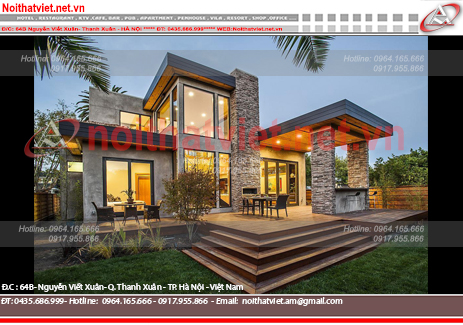 Noithatviet.net.vn
HOTEL . RESTAURANT . KTV.CAFE. BAR . PUB . APARTMENT . PENHOUSE . VILA . RESORT . SHOP . OFFICE ...
Đ/C: 64B Nguyễn Viết Xuân- Thanh Xuân - HÀ NỘI ***** ĐT: 0435.686.999***** WEB:Noithatviet.net.vn
Hotline: 0964.165.666
0917.955.866
Hotline: 0964.165.666
0917.955.866
noithatviet.net.vn
Hotline: 0964.165.666
0917.955.866
Hotline: 0964.165.666
0917.955.866
Đ.C : 64B- Nguyễn Viết Xuân- Q. Thanh Xuân - TP. Hà Nội - Việt Nam
ĐT: 0435.686.999- Hotline: 0964.165.666 - 0917.955.866 - Email: noithatviet.am@gmail.com